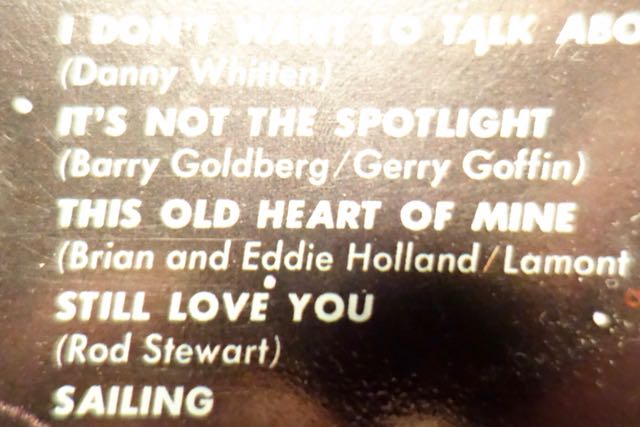 I DON'T WANT TO TALK ABO
(Danny Whitten)
IT'S NOT THE SPOTLIGHT
(Barry Goldberg/Gerry Goffin)
THIS OLD HEART OF MINE
(Brian and Eddie Holland/Lamont
STILL LOVE YOU
(Rod Stewart)
SAILING